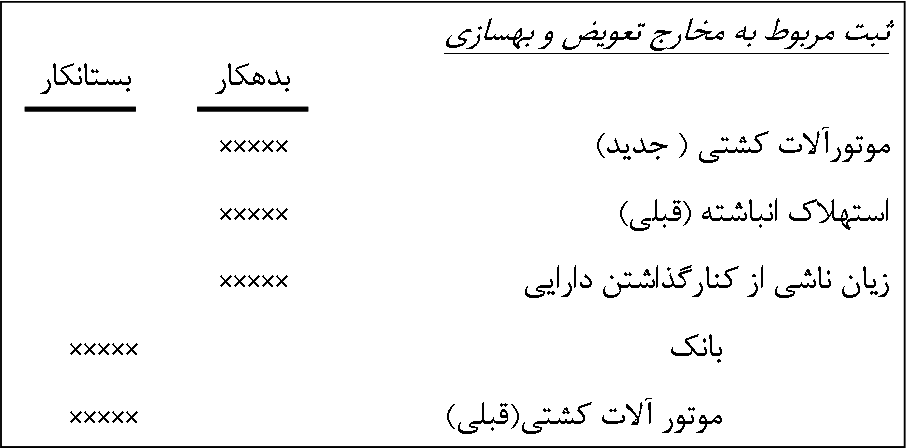 ثبت مربوط به مخارج تعویض و بهسازی
بدهکار بستانکار
موتورآلات کشتی ( جدید) ×××××
استهلاک انباشته (قبلی) ×××××
زیان ناشی از کنارگذاشتن دارایی ×××××
بانک ×××××
موتور آلات کشتی(قبلی) ×××××